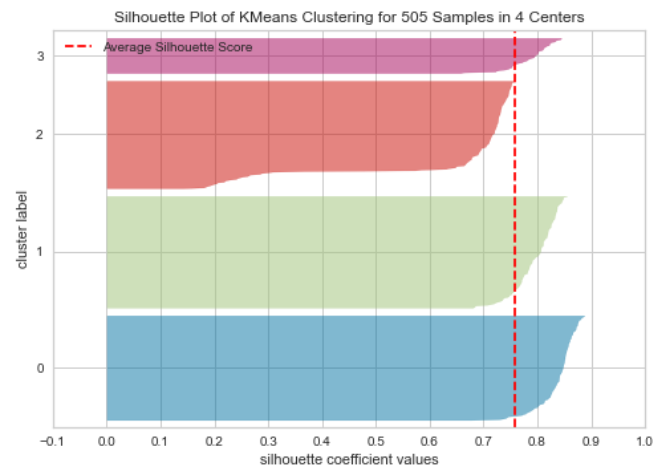 Silhouette Plot of KMeans Clustering for 505 Samples in 4 Centers
Average Silhouette Score
3
2
1
0
cluster label
−0.1 0.0 0.1 0.2 0.3 0.4 0.5 0.6 0.7 0.8 0.9 1.0
silhouette coefficient values